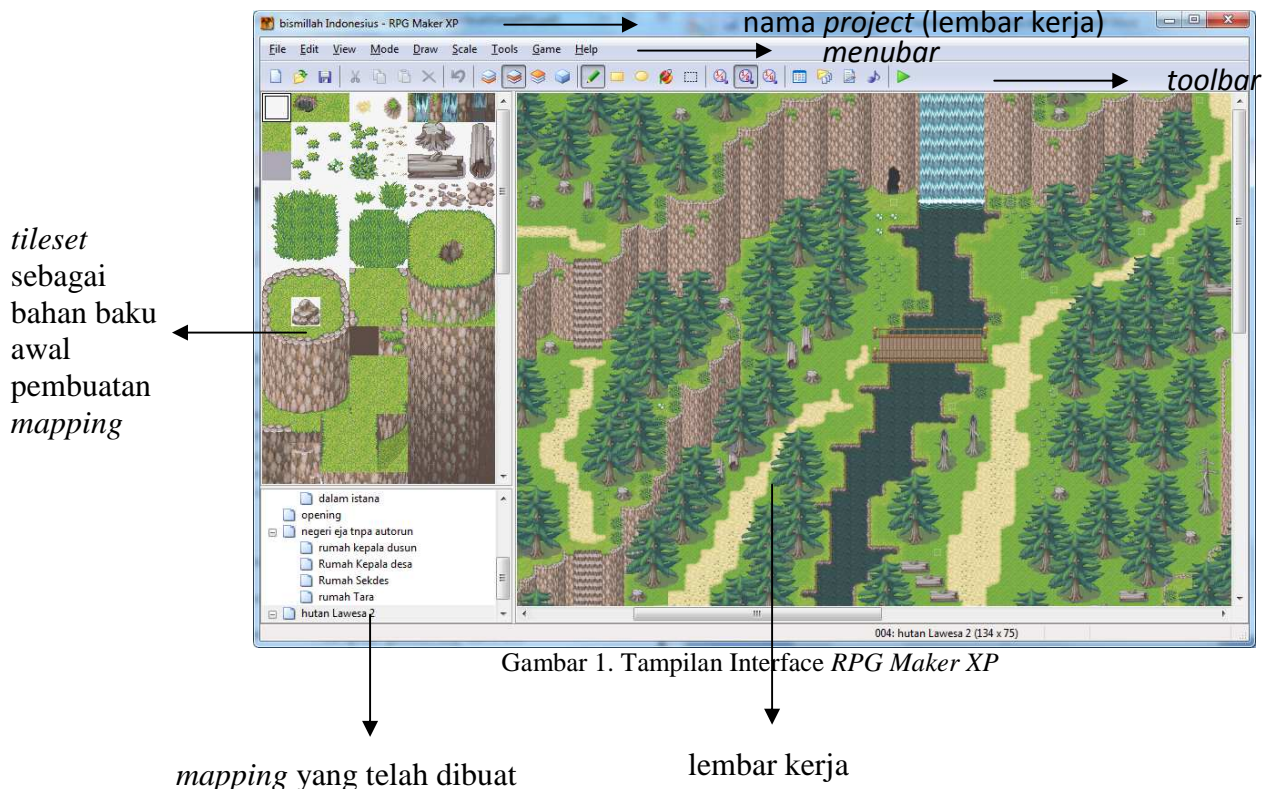 bismillah Indonesius - RPG Maker XP
nama project (lembar kerja)
File Edit View Mode Draw Scale Tools Game Help
menubar
toolbar
tileset
sebagai
bahan baku
awal
pembuatan
mapping
dalam istana
opening
negeri eja tnpa autorun
rumah kepala dusun
Rumah Kepala desa
Rumah Sekdes
rumah Tara
hutan Lawesa 2
004: hutan Lawesa 2 (134 x 75)
Gambar 1. Tampilan Interface RPG Maker XP
mapping yang telah dibuat
lembar kerja